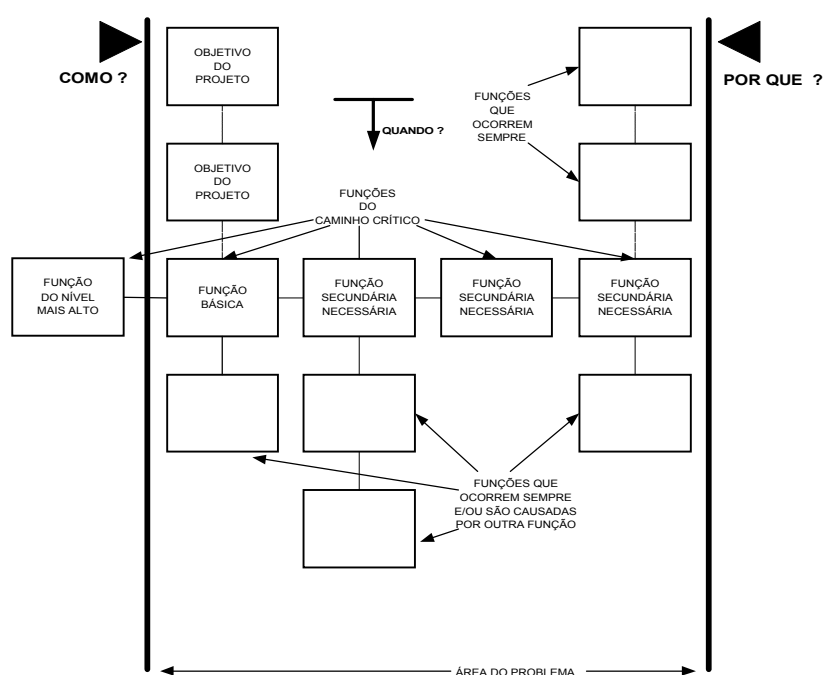 OBJETIVO
DO
PROJETO
COMO ?
POR QUE ?
FUNÇÕES
QUE
OCORREM
SEMPRE
QUANDO ?
OBJETIVO
DO
PROJETO
FUNÇÕES
DO
CAMINHO CRÍTICO
FUNÇÃO
DO NÍVEL
MAIS ALTO
FUNÇÃO
BÁSICA
FUNÇÃO
SECUNDÁRIA
NECESSÁRIA
FUNÇÃO
SECUNDÁRIA
NECESSÁRIA
FUNÇÃO
SECUNDÁRIA
NECESSÁRIA
FUNÇÕES QUE
OCORREM SEMPRE
E/OU SÃO CAUSADAS
POR OUTRA FUNÇÃO
ÁREA DO PROBLEMA